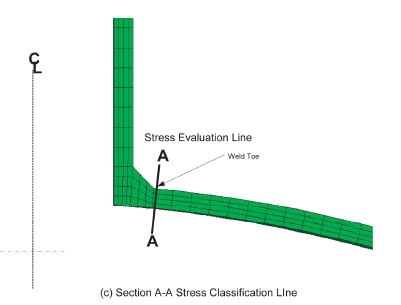 C
L
Stress Evaluation Line
A
Weld Toe
A
(c) Section A-A Stress Classification LIne